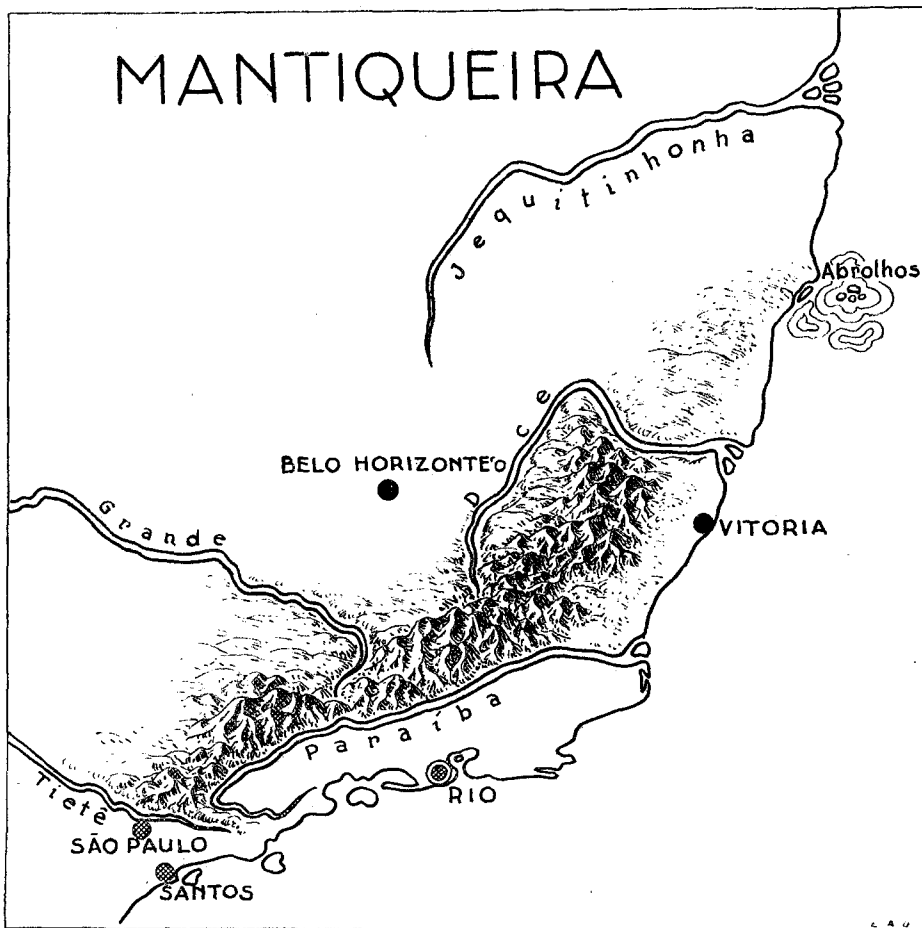 MANTIQUEIRA
Jequitinhonha
Abrolhos
Doce
BELO HORIZONTE
Grande
VITORIA
Paraíba
RIO
Tietê
SÃO PAULO
SANTOS